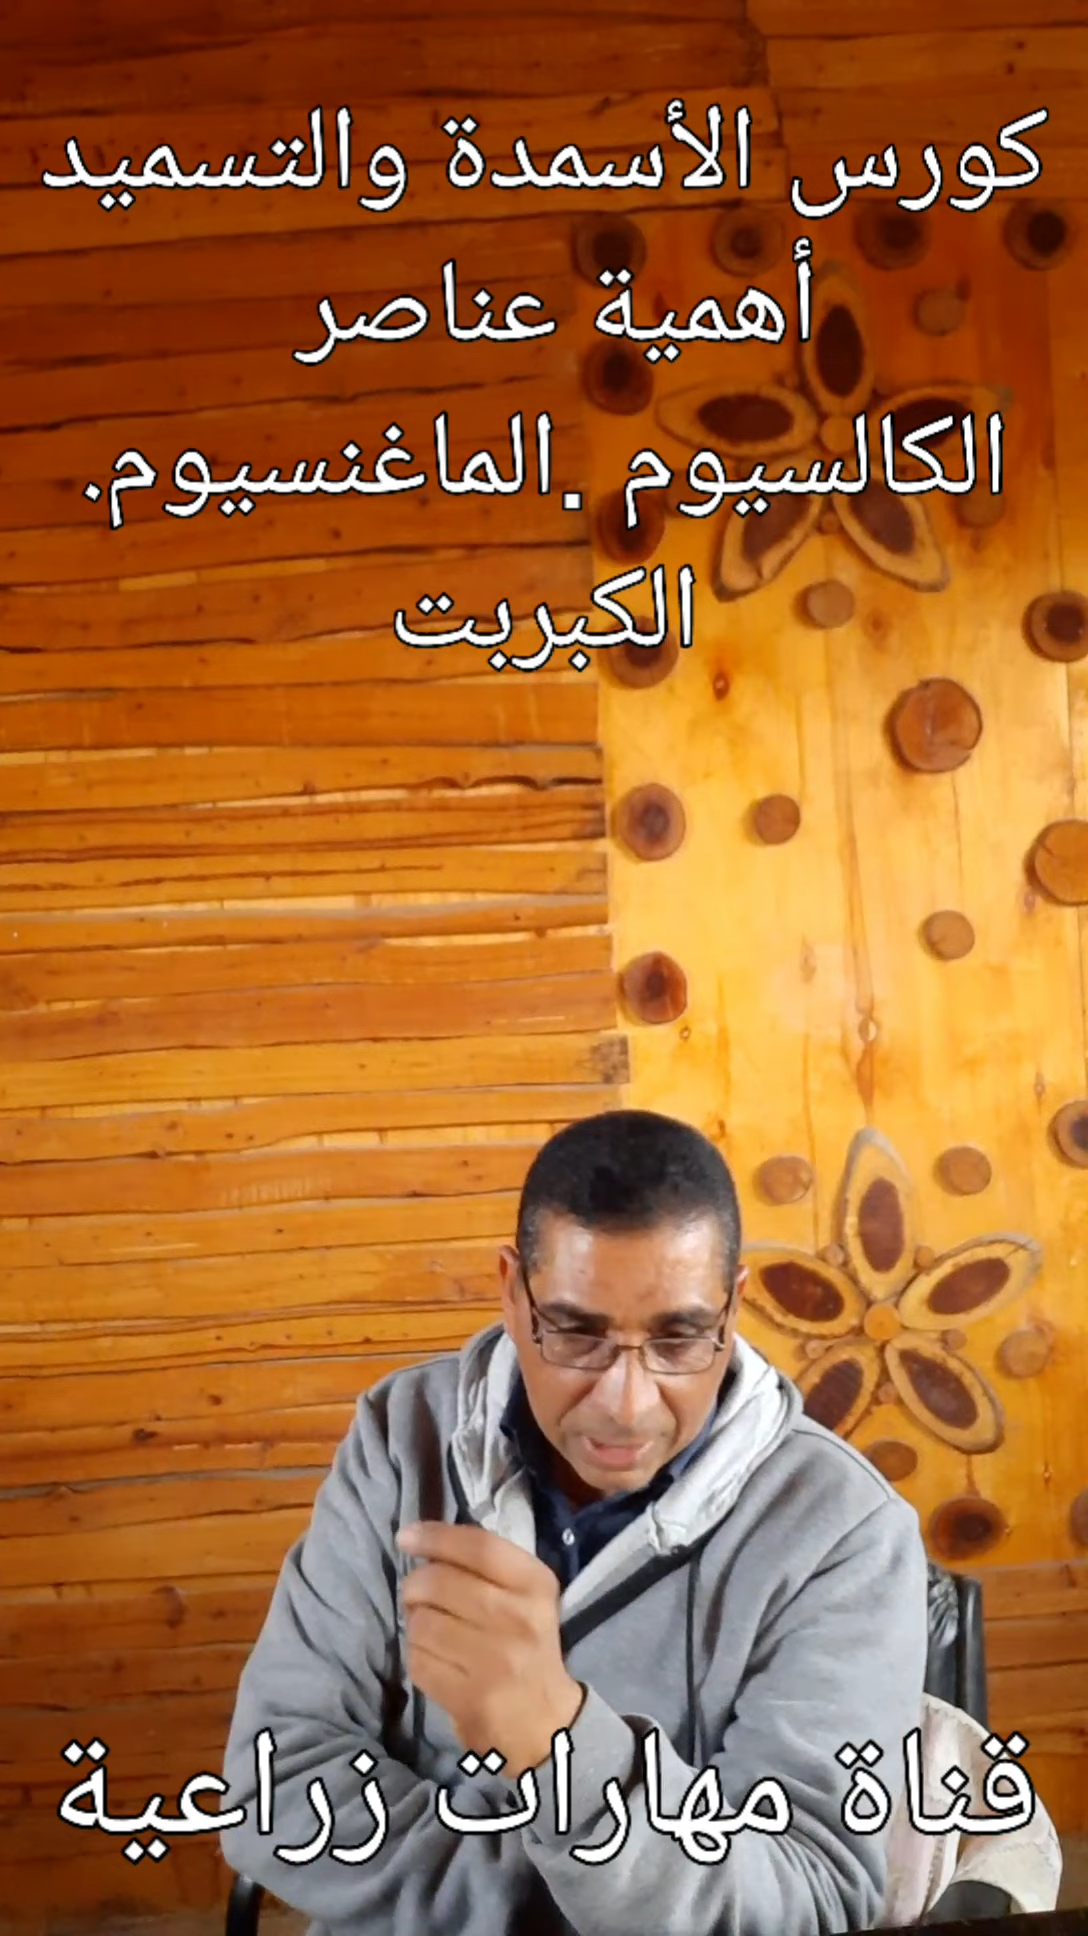 كورس الأسمدة والتسميد
أهمية عناصر
الكالسيوم .الماغنسيوم.
الكبربت
قناة مهارات زراعية